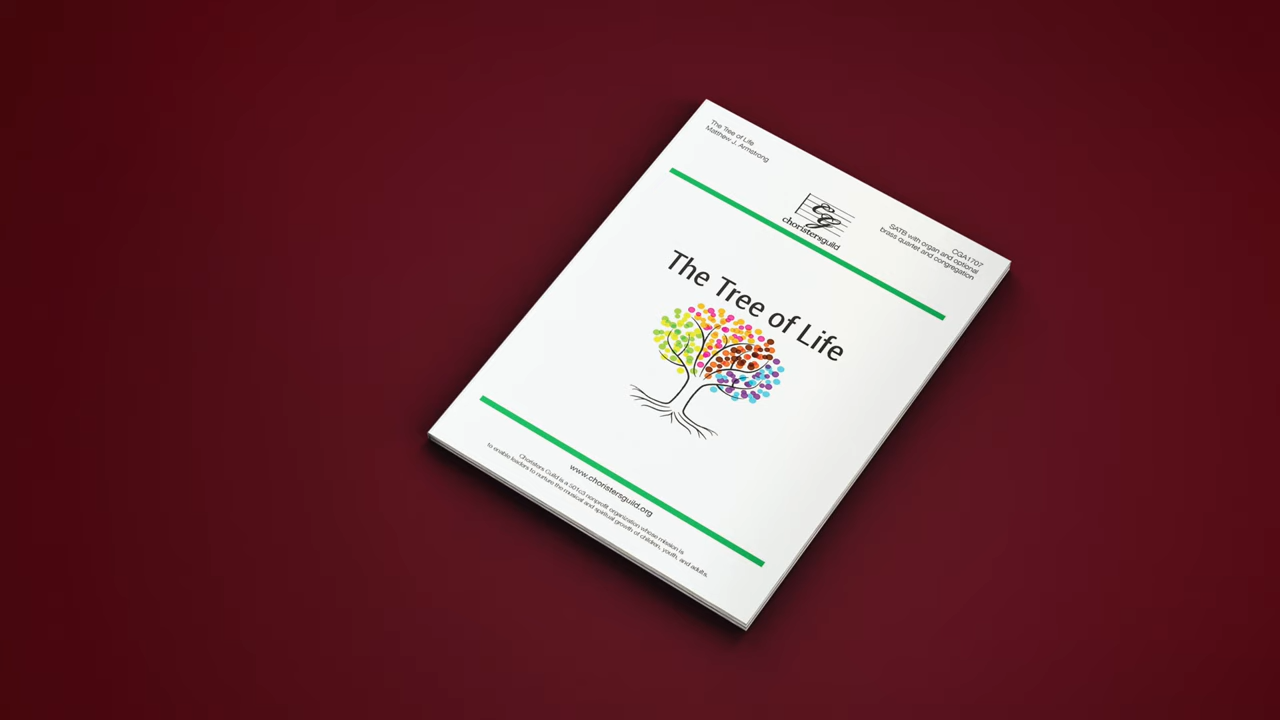 The Tree of Life
Matthew J. Armstrong
CG
choristersguild
CGA1707
SATB with organ and optional
brass quartet and congregation
The Tree of Life
www.choristersguild.org
Choristers Guild is a 501c3 nonprofit organization whose mission is
to enable leaders to nurture the musical and spiritual growth of children, youth, and adults.